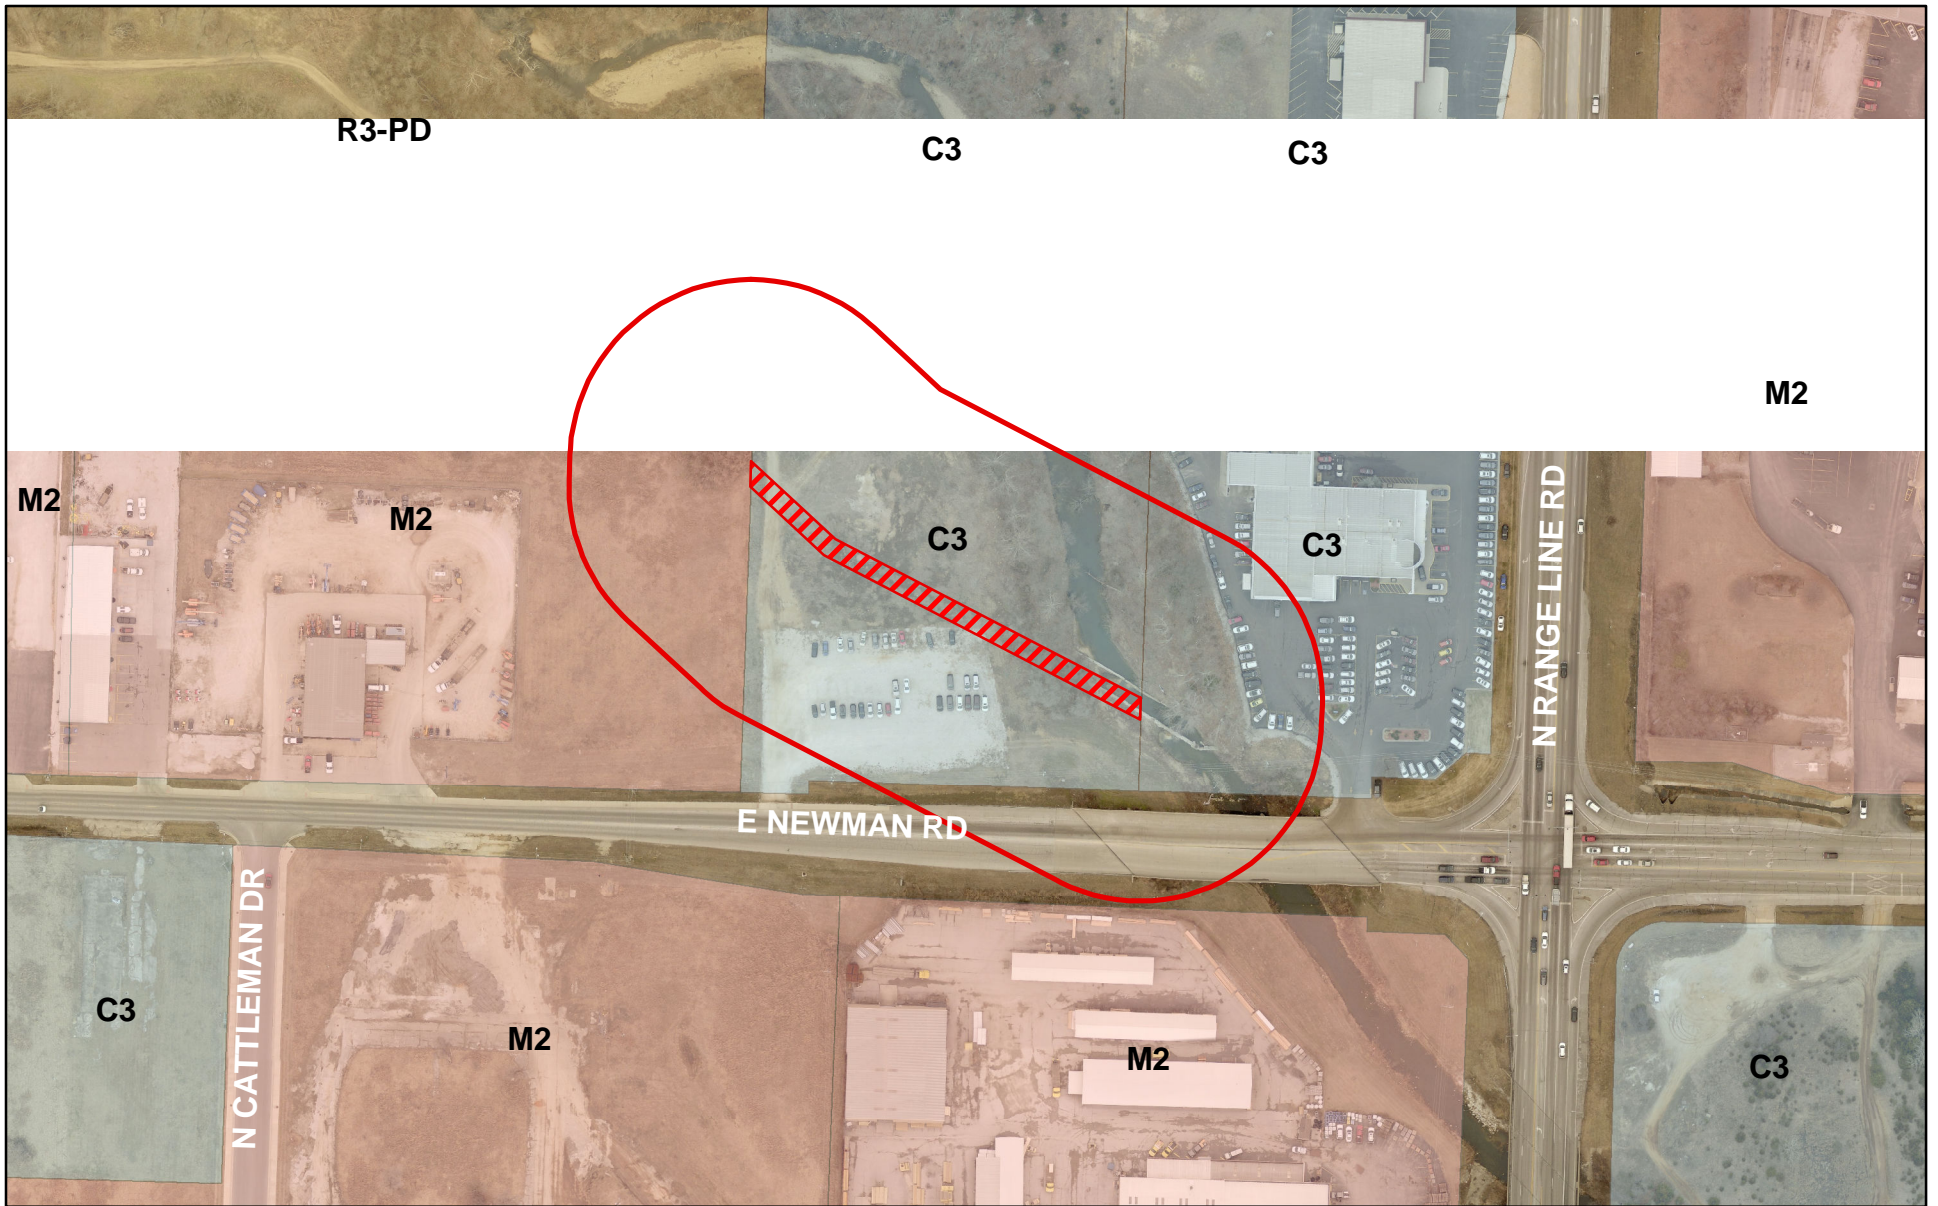 R3-PD
C3
C3
M2
M2
M2
C3
C3
N RANGE LINE RD
E NEWMAN RD
N CATTLEMAN DR
C3
M2
M2
C3